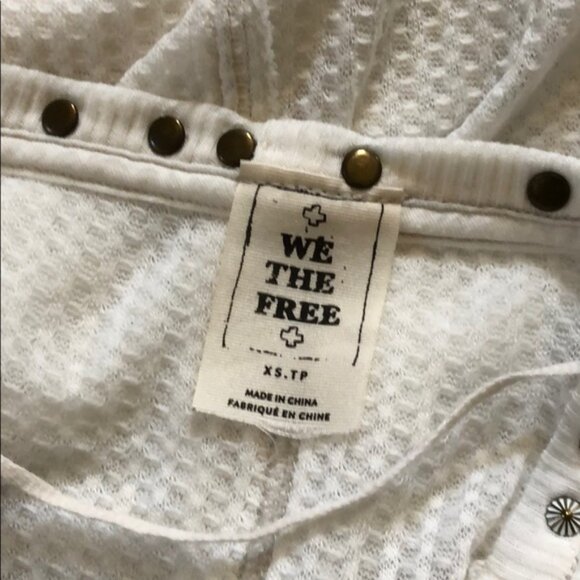 WE
THE
FREE
XS.TP
MADE IN CHINA
FABRIQUÉ EN CHINE